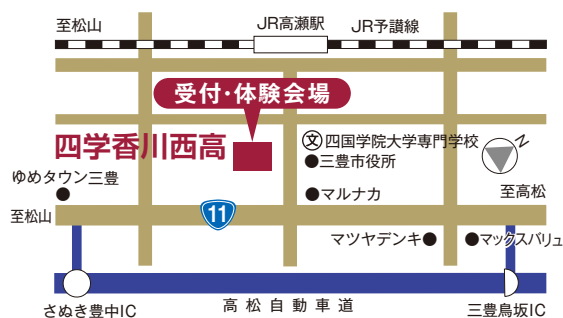 至松山
JR高瀬駅
JR予讃線
受付・体験会場
四学香川西高
文 四国学院大学専門学校
三豊市役所
N
ゆめタウン三豊
マルナカ
至高松
至松山
11
マツヤデンキ
マックスバリュ
さぬき豊中IC
高松自動車道
三豊鳥坂IC